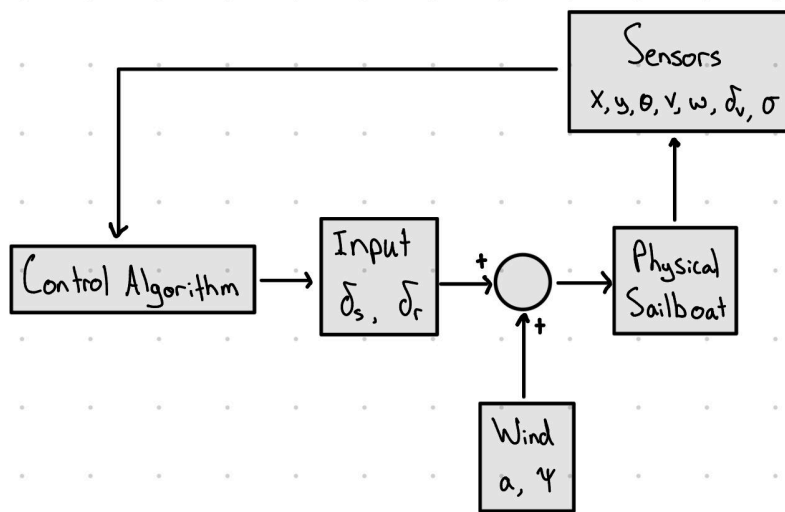 Sensors
x, y, θ, v, w, δv, σ
Control Algorithm
Input
δs, δr
+
+
Physical
Sailboat
Wind
a, Ψ